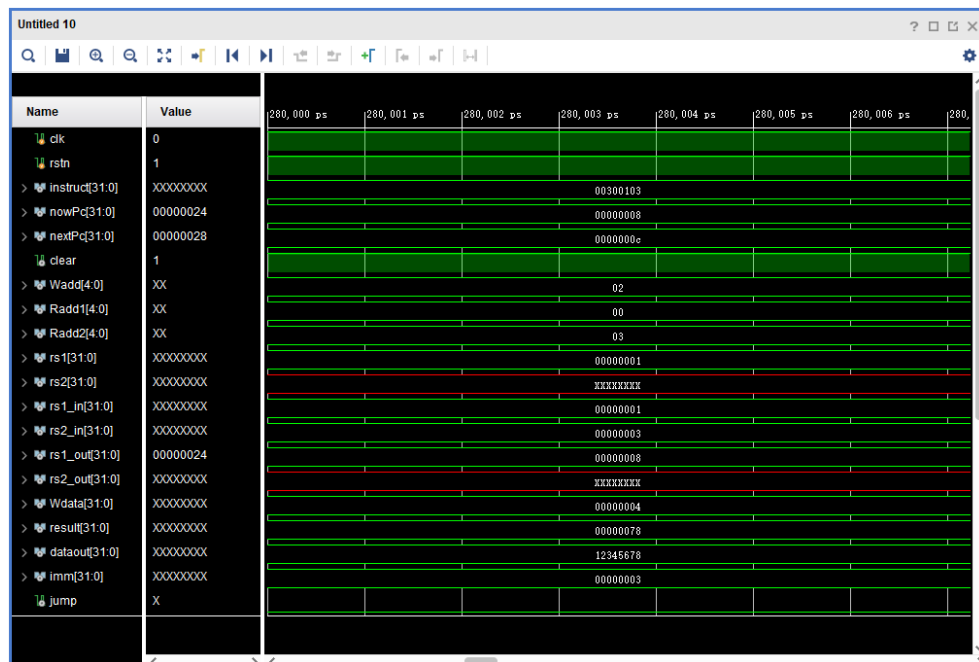 Untitled 10
Name Value
280,000 ps 280,001 ps 280,002 ps 280,003 ps 280,004 ps 280,005 ps 280,006 ps 280,
clk 0
rstn 1
instruct[31:0] XXXXXXXX 00300103
nowPc[31:0] 00000024 00000008
nextPc[31:0] 00000028 0000000c
clear 1
Wadd[4:0] XX 02
Radd1[4:0] XX 00
Radd2[4:0] XX 03
rs1[31:0] XXXXXXXX 00000001
rs2[31:0] XXXXXXXX XXXXXXXX
rs1_in[31:0] XXXXXXXX 00000001
rs2_in[31:0] XXXXXXXX 00000003
rs1_out[31:0] 00000024 00000008
rs2_out[31:0] XXXXXXXX XXXXXXXX
Wdata[31:0] XXXXXXXX 00000004
result[31:0] XXXXXXXX 00000078
dataout[31:0] XXXXXXXX 12345678
imm[31:0] XXXXXXXX 00000003
jump X